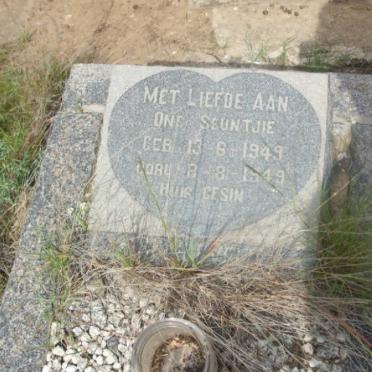 MET LIEFDE AAN
ONS SEUNTJIE
GEB. 13-6-1949
OORL. 8-8-1949
HUIS GESIN